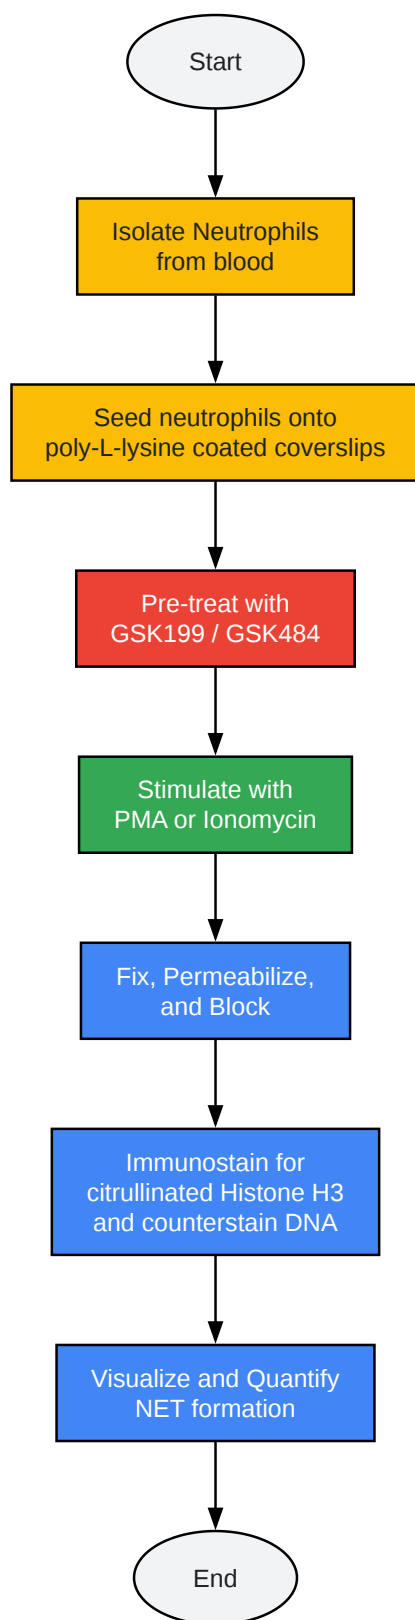 Start
Isolate Neutrophils
from blood
Seed neutrophils onto
poly-L-lysine coated coverslips
Pre-treat with
GSK199 / GSK484
Stimulate with
PMA or Ionomycin
Fix, Permeabilize,
and Block
Immunostain for
citrullinated Histone H3
and counterstain DNA
Visualize and Quantify
NET formation
End